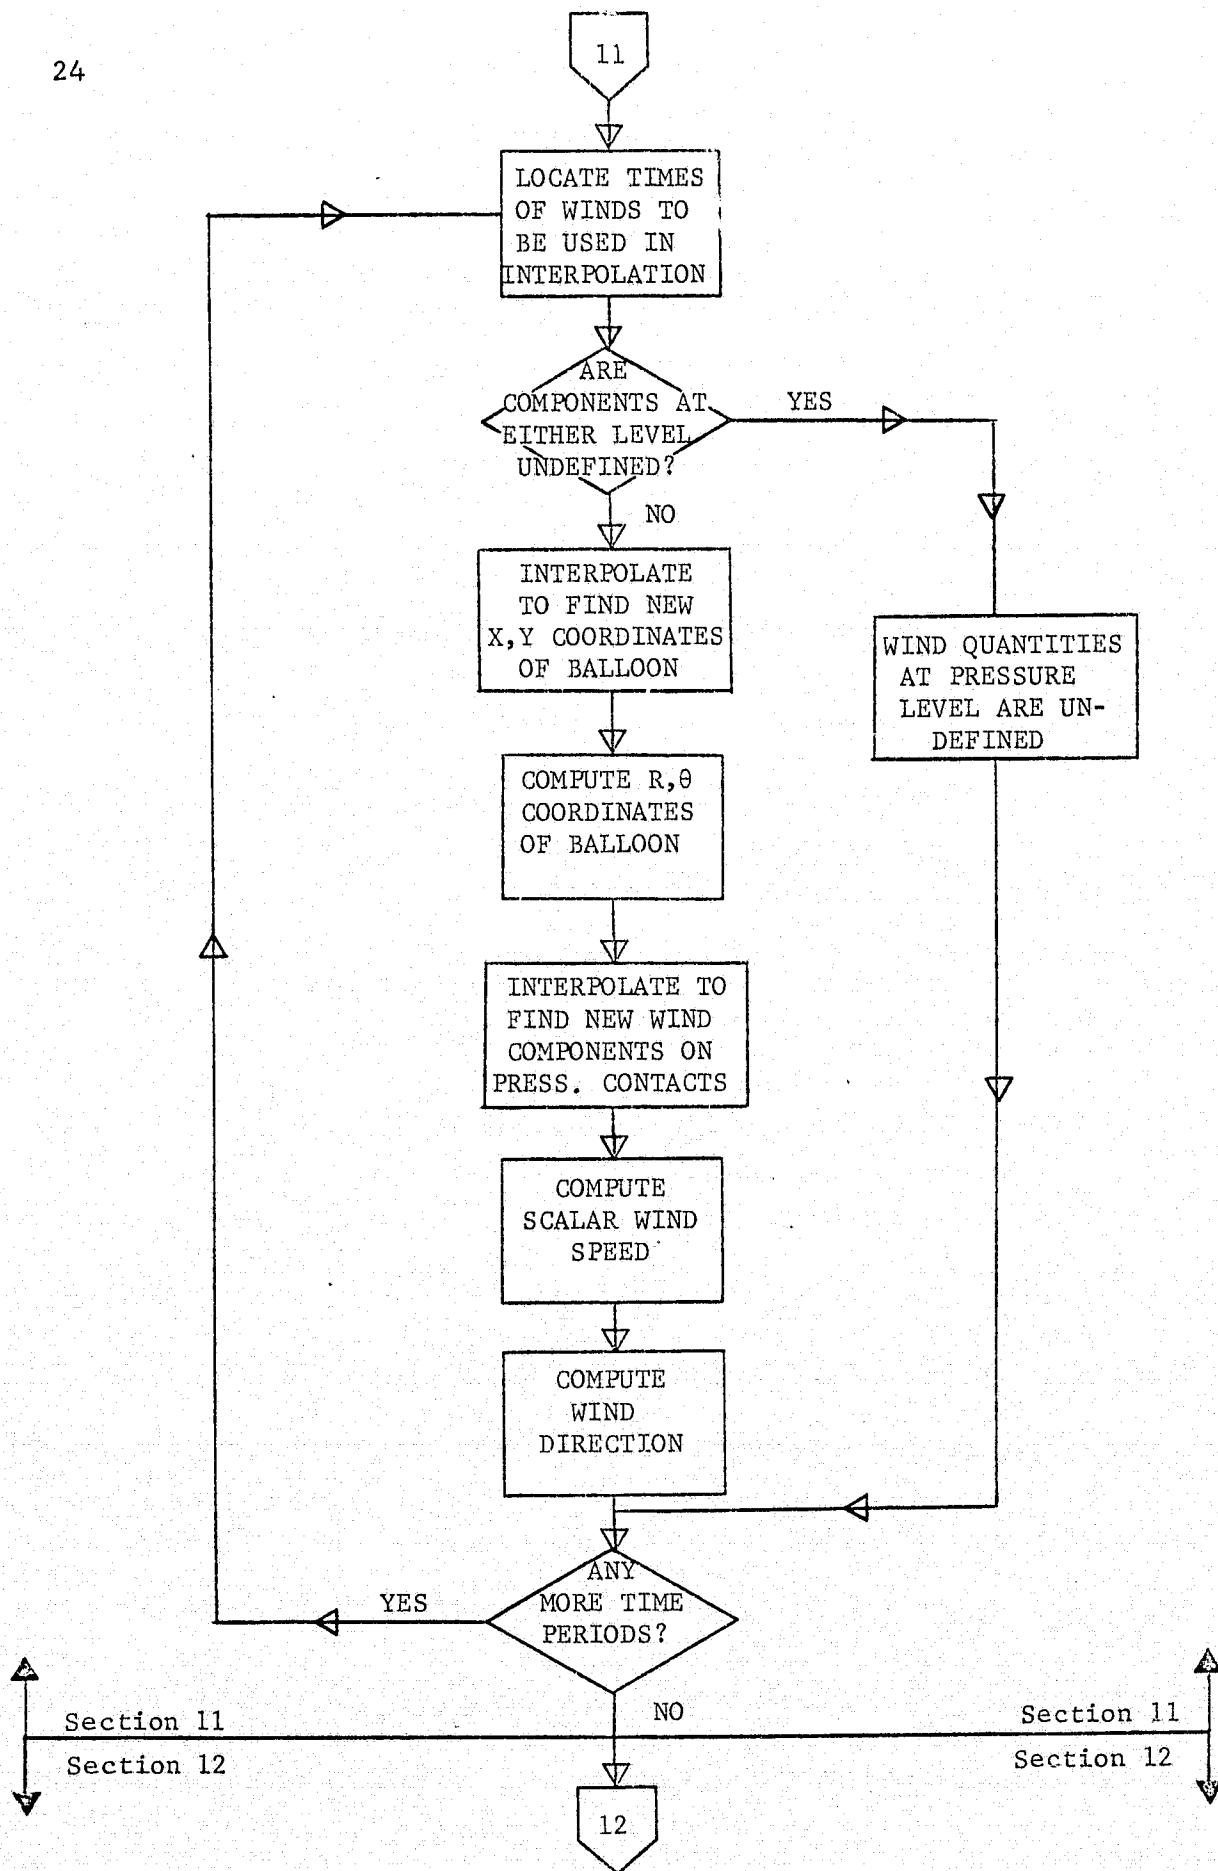 24
11
LOCATE TIMES
OF WINDS TO
BE USED IN
INTERPOLATION
ARE
COMPONENTS AT
EITHER LEVEL
UNDEFINED?
YES
NO
INTERPOLATE
TO FIND NEW
X,Y COORDINATES
OF BALLOON
WIND QUANTITIES
AT PRESSURE
LEVEL ARE UN-
DEFINED
COMPUTE R,θ
COORDINATES
OF BALLOON
INTERPOLATE TO
FIND NEW WIND
COMPONENTS ON
PRESS. CONTACTS
COMPUTE
SCALAR WIND
SPEED
COMPUTE
WIND
DIRECTION
ANY
MORE TIME
PERIODS?
YES
NO
Section 11
Section 11
Section 12
Section 12
12